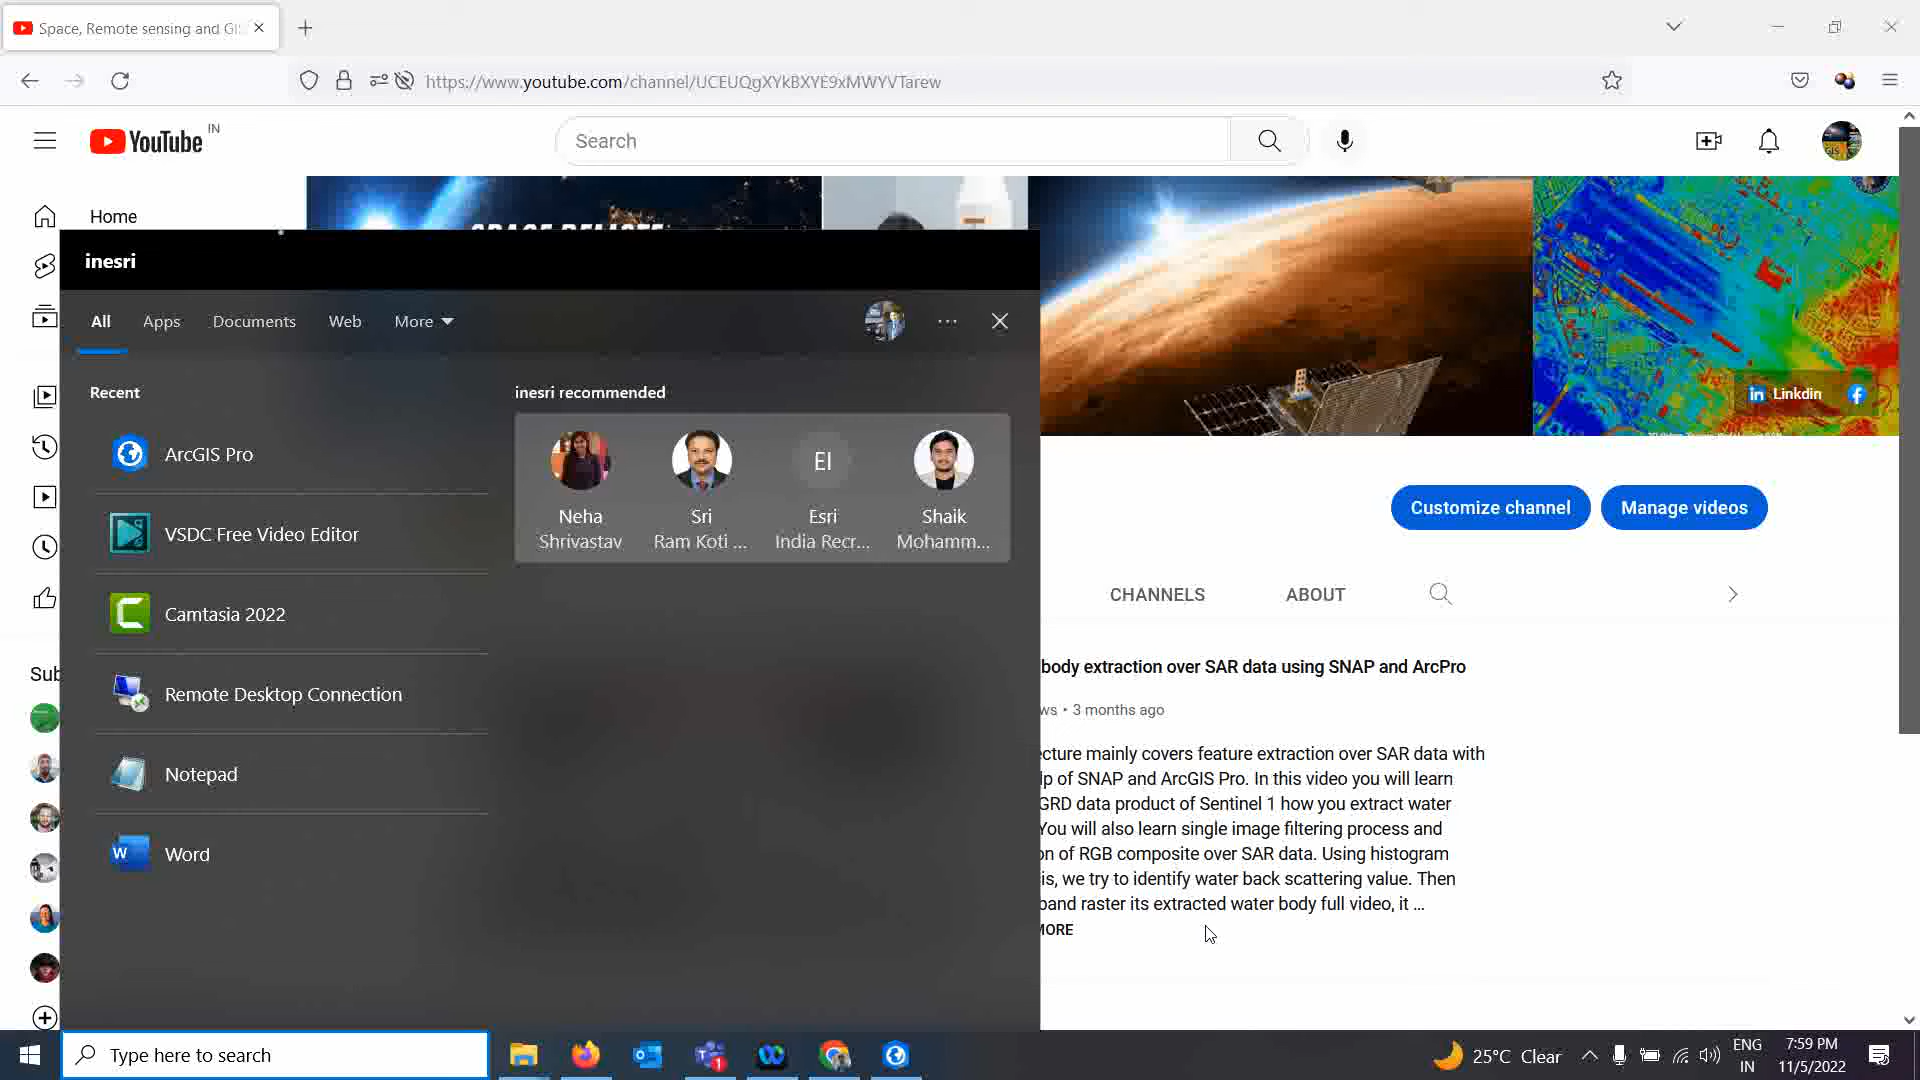 Space, Remote sensing and GI
https://www.youtube.com/channel/UCEUQgXYkBXYE9xMWYVTarew
YouTube IN
Search
Home
SPACE REMOTE
inesri
All Apps Documents Web More
Recent
inesri recommended
ArcGIS Pro
VSDC Free Video Editor
Camtasia 2022
Remote Desktop Connection
Notepad
Word
Neha Shrivastav
Sri Ram Koti ...
EI
Esri India Recr...
Shaik Mohamm...
Linkdin
Customize channel
Manage videos
CHANNELS ABOUT
Sub
body extraction over SAR data using SNAP and ArcPro
ws • 3 months ago
ecture mainly covers feature extraction over SAR data with
lp of SNAP and ArcGIS Pro. In this video you will learn
GRD data product of Sentinel 1 how you extract water
You will also learn single image filtering process and
on of RGB composite over SAR data. Using histogram
is, we try to identify water back scattering value. Then
band raster its extracted water body full video, it ...
MORE
Type here to search
1
25°C Clear
ENG
IN
7:59 PM
11/5/2022